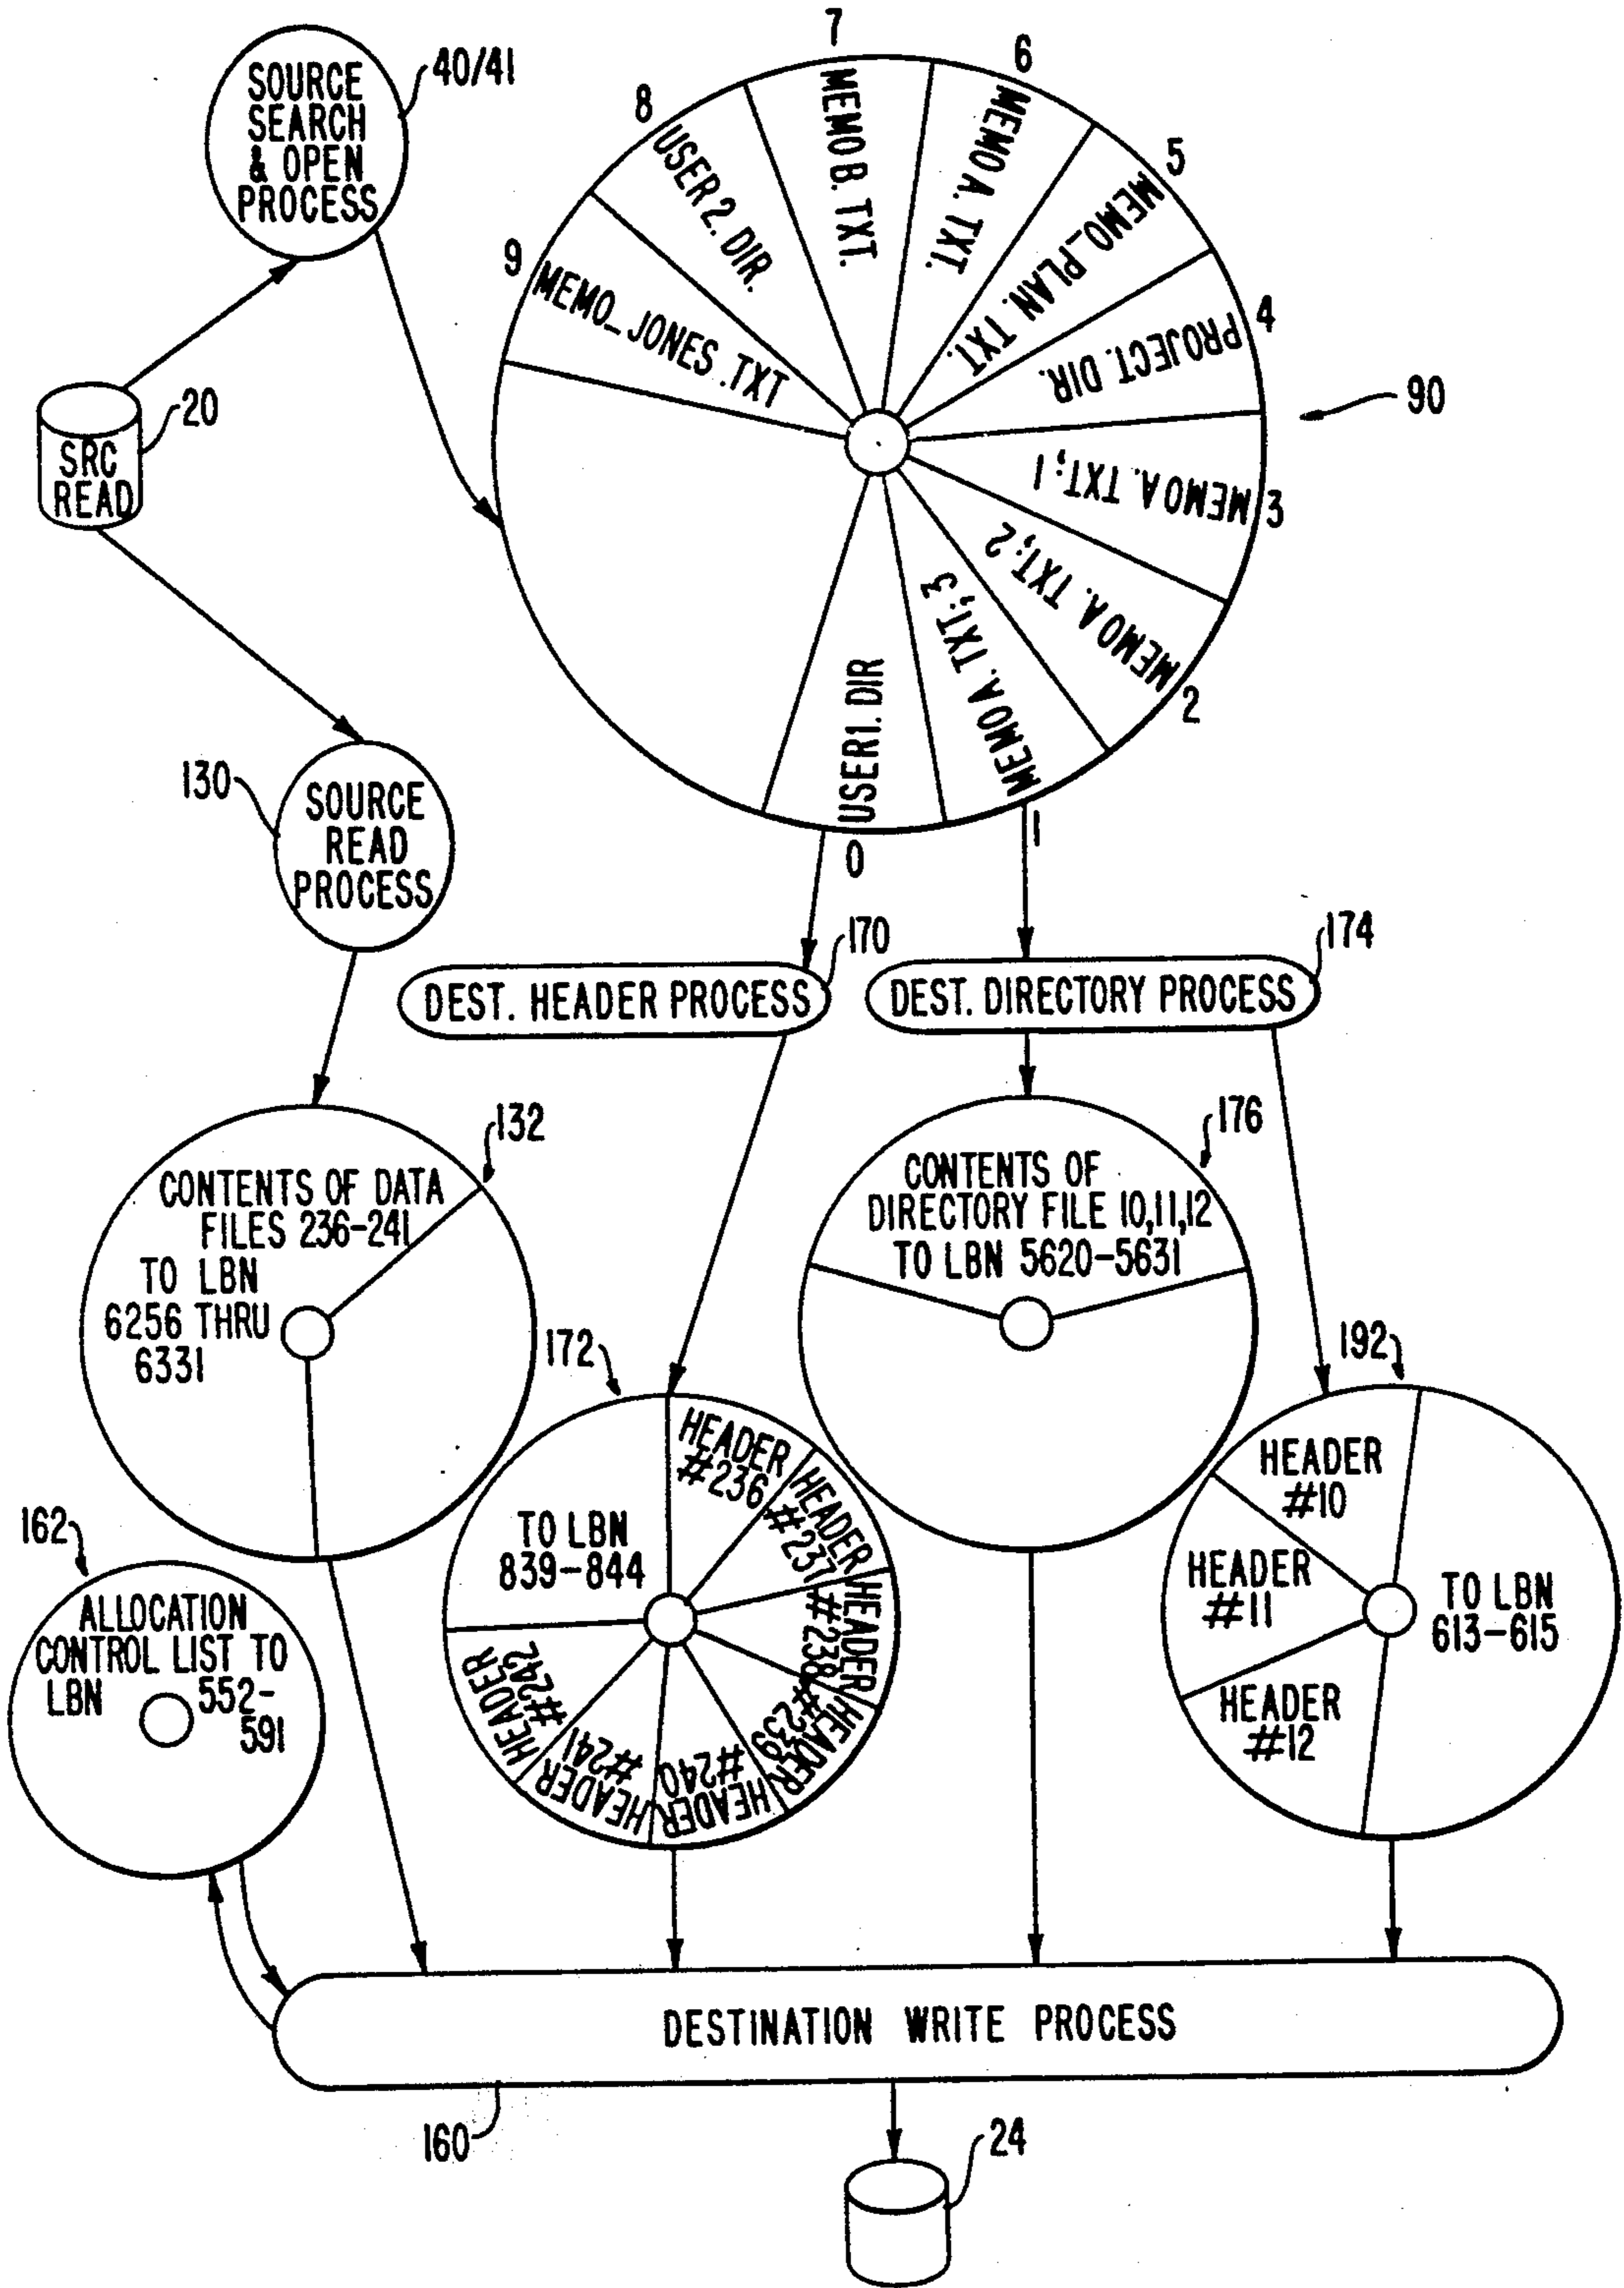 SOURCE
SEARCH
& OPEN
PROCESS
40/41
SRC
READ
20
7
MEMO B. TXT.
6
MEMO A. TXT.
8
USER 2. DIR.
5
MEMO_PLAN. TXT.
9
MEMO_JONES.TXT
4
PROJECT. DIR.
90
3
MEMO A. TXT; 1
2
MEMO A. TXT; 2
1
MEMO A. TXT; 3
0
USER1. DIR
130
SOURCE
READ
PROCESS
170
DEST. HEADER PROCESS
174
DEST. DIRECTORY PROCESS
132
CONTENTS OF DATA
FILES 236-241
TO LBN
6256 THRU
6331
176
CONTENTS OF
DIRECTORY FILE 10,11,12
TO LBN 5620-5631
172
HEADER
#236
HEADER
#237
HEADER
#238
HEADER
#239
HEADER
#240
HEADER
#241
HEADER
#242
TO LBN
839-844
192
HEADER
#10
HEADER
#11
HEADER
#12
TO LBN
613-615
162
ALLOCATION
CONTROL LIST TO
LBN 552-
591
DESTINATION WRITE PROCESS
160
24